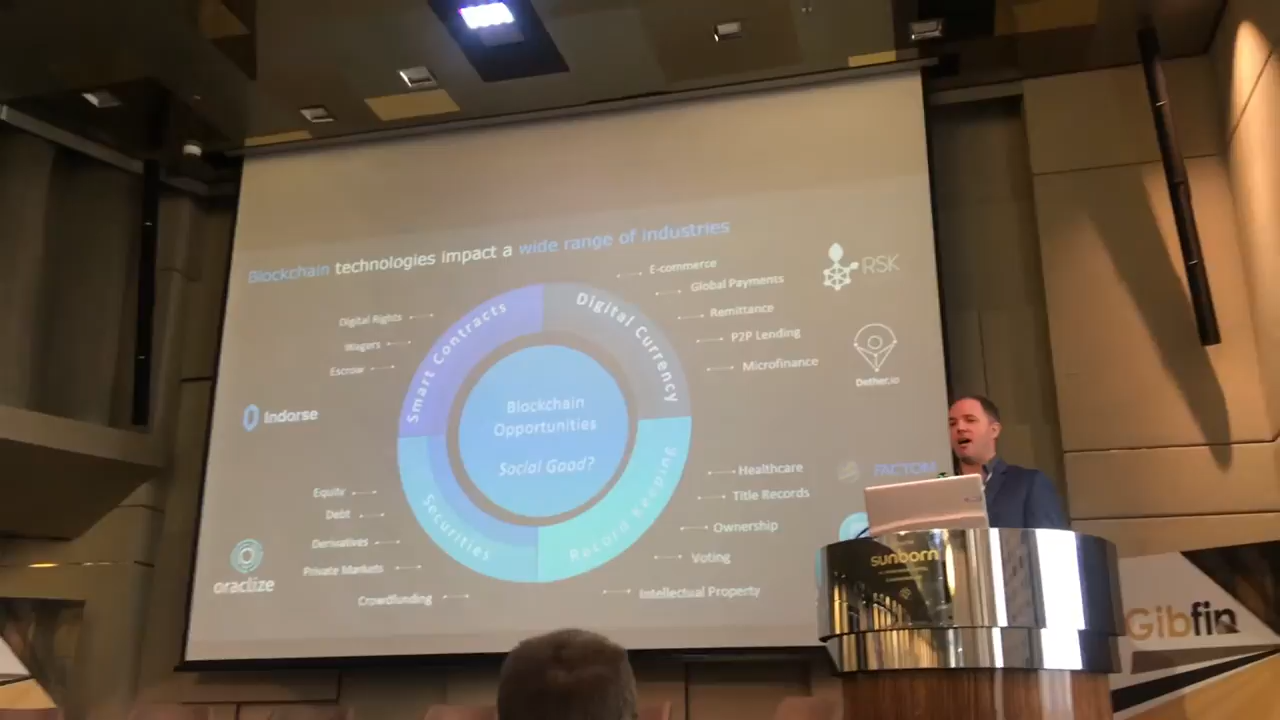 Blockchain technologies impact a wide range of industries
E-commerce
Global Payments
Remittance
P2P Lending
Microfinance
RSK
Dether.io
Digital Rights
Wagers
Escrow
Smart Contracts
Digital Currency
Indorse
Blockchain
Opportunities
Social Good?
Healthcare
Title Records
Ownership
Voting
Intellectual Property
FACTOM
Equity
Debt
Derivatives
Private Markets
Crowdfunding
Securities
Record Keeping
oraclize
sunborn
Gibfin